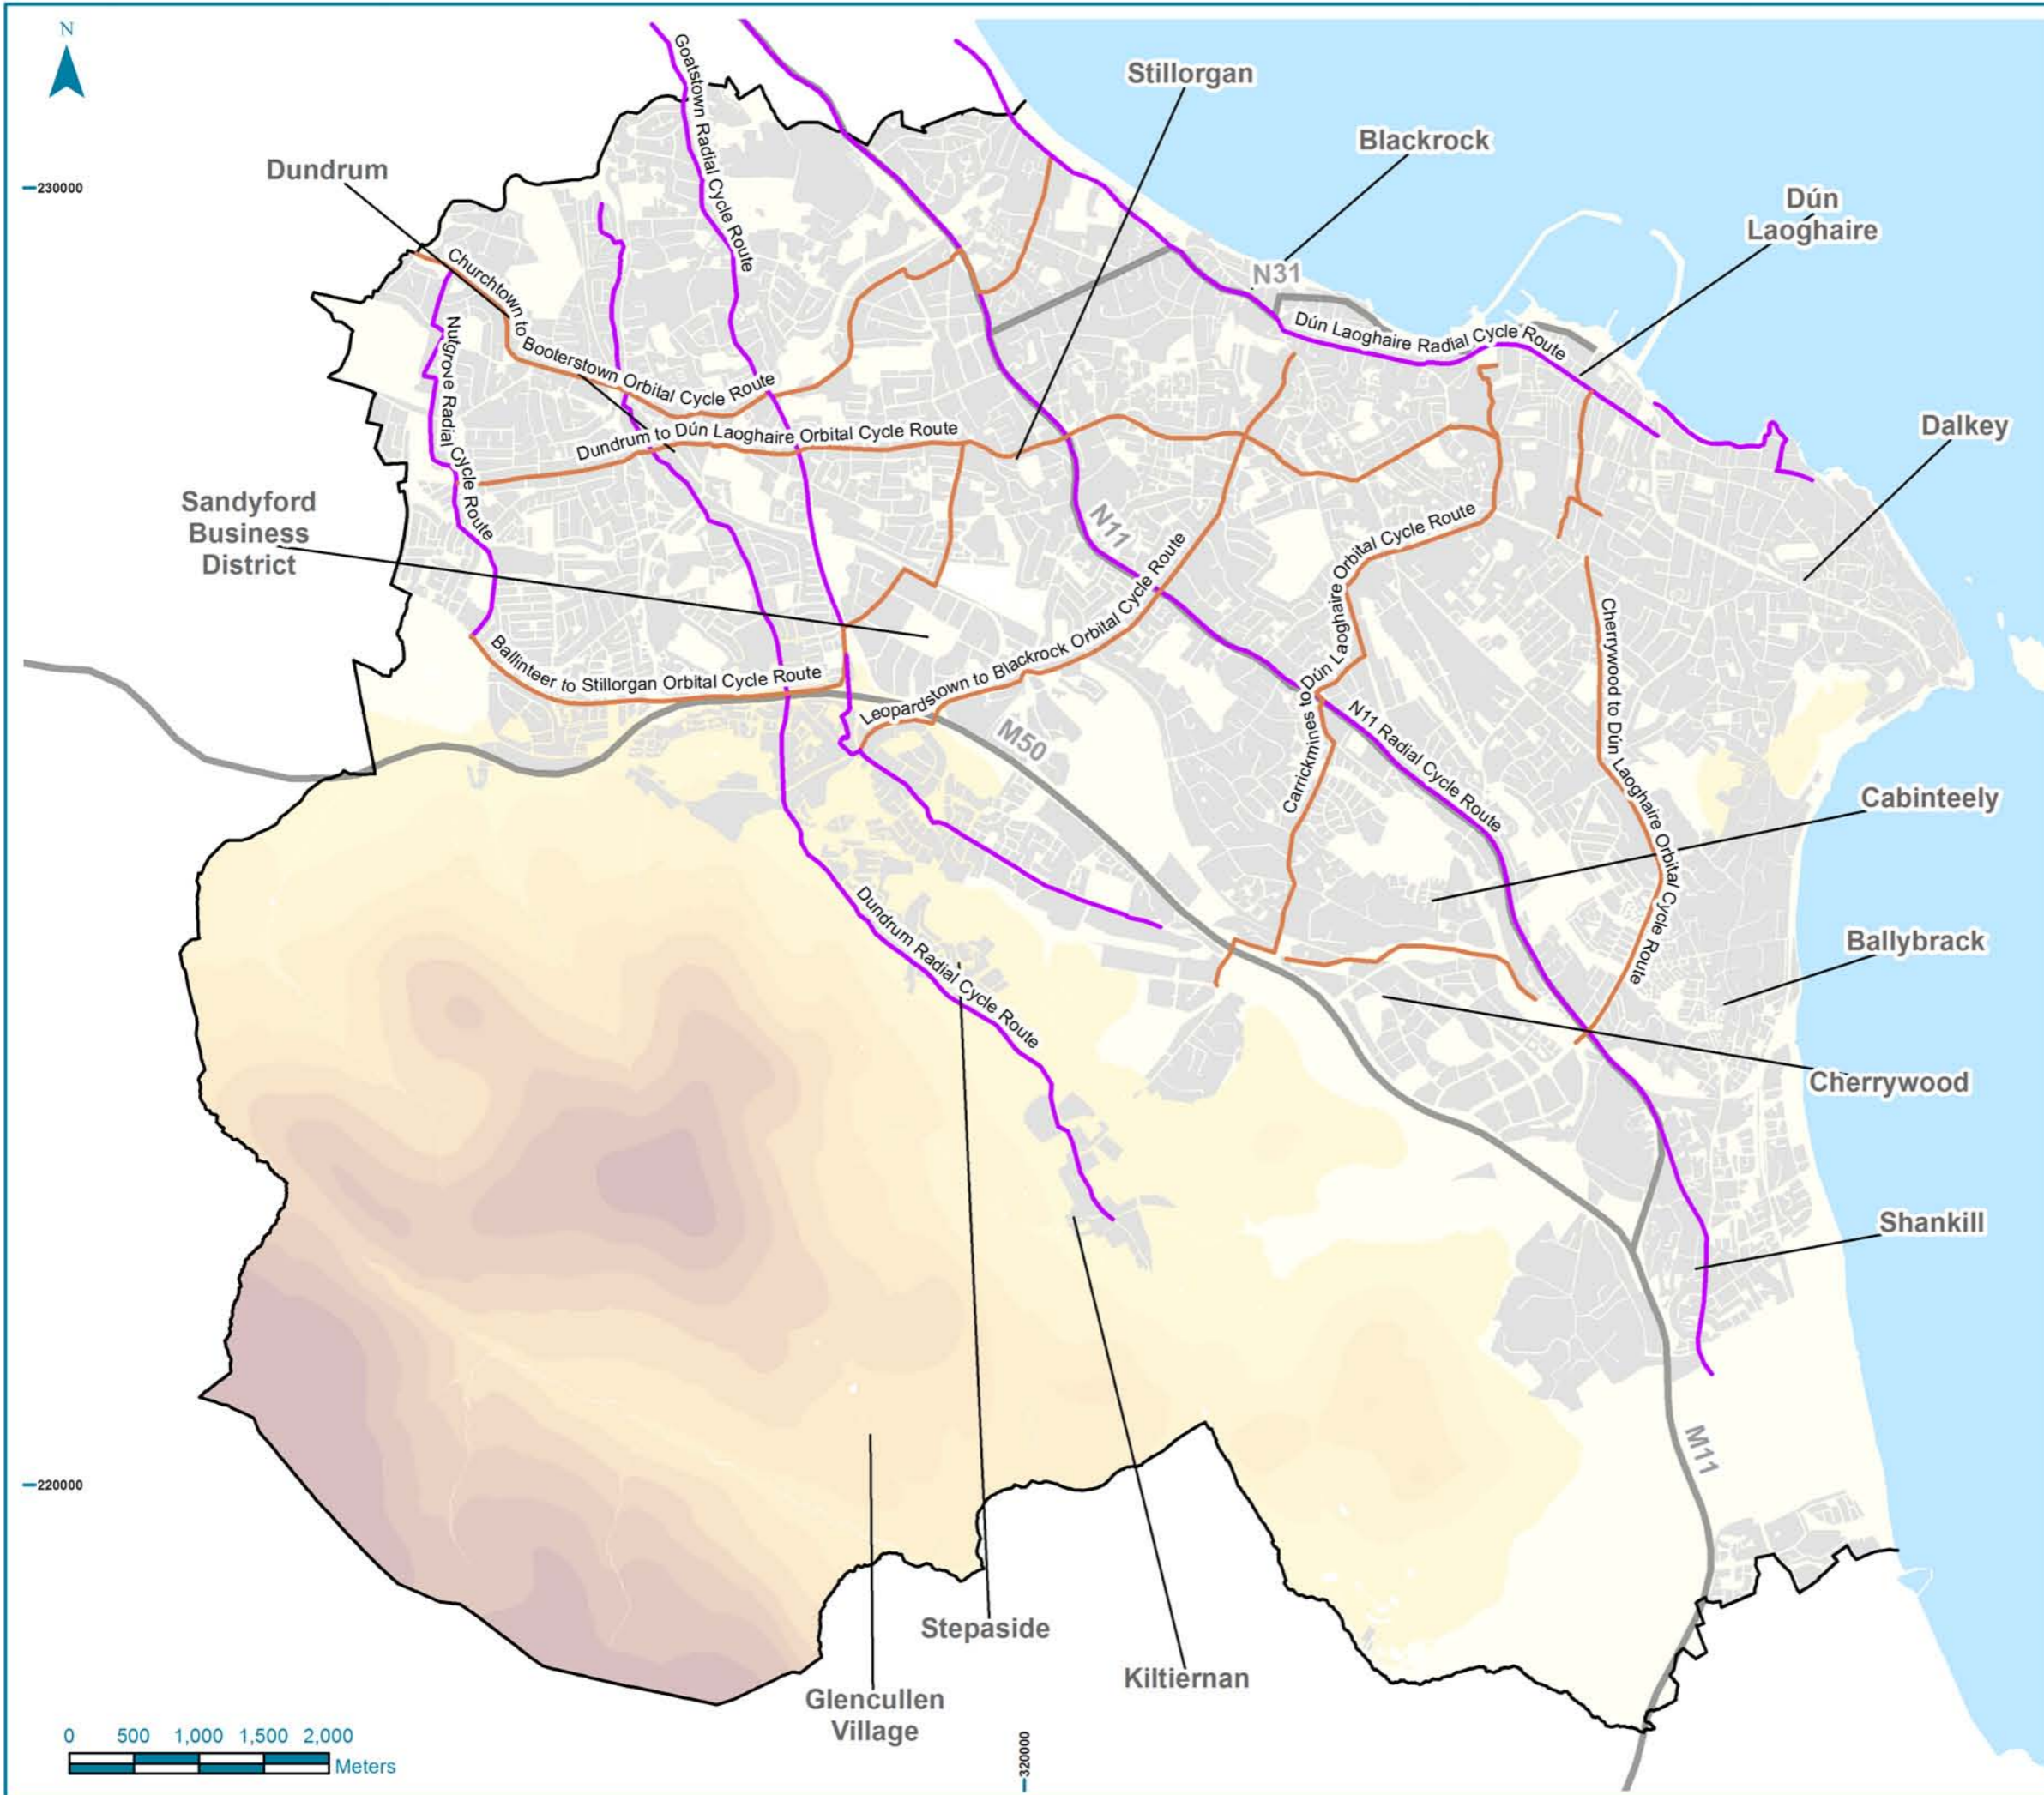 N
Goatstown Radial Cycle Route
Stillorgan
Blackrock
Dundrum
230000
Dún
Laoghaire
Churchtown to Booterstown Orbital Cycle Route
N31
Nutgrove Radial Cycle Route
Dún Laoghaire Radial Cycle Route
Dalkey
Dundrum to Dún Laoghaire Orbital Cycle Route
Sandyford
Business
District
N11
Carrickmines to Dún Laoghaire Orbital Cycle Route
Cherrywood to Dún Laoghaire Orbital Cycle Route
Ballinteer to Stillorgan Orbital Cycle Route
Leopardstown to Blackrock Orbital Cycle Route
M50
N11 Radial Cycle Route
Cabinteely
Dundrum Radial Cycle Route
Ballybrack
Cherrywood
Shankill
M11
220000
Stepaside
Kiltiernan
Glencullen
Village
0 500 1,000 1,500 2,000
Meters
320000